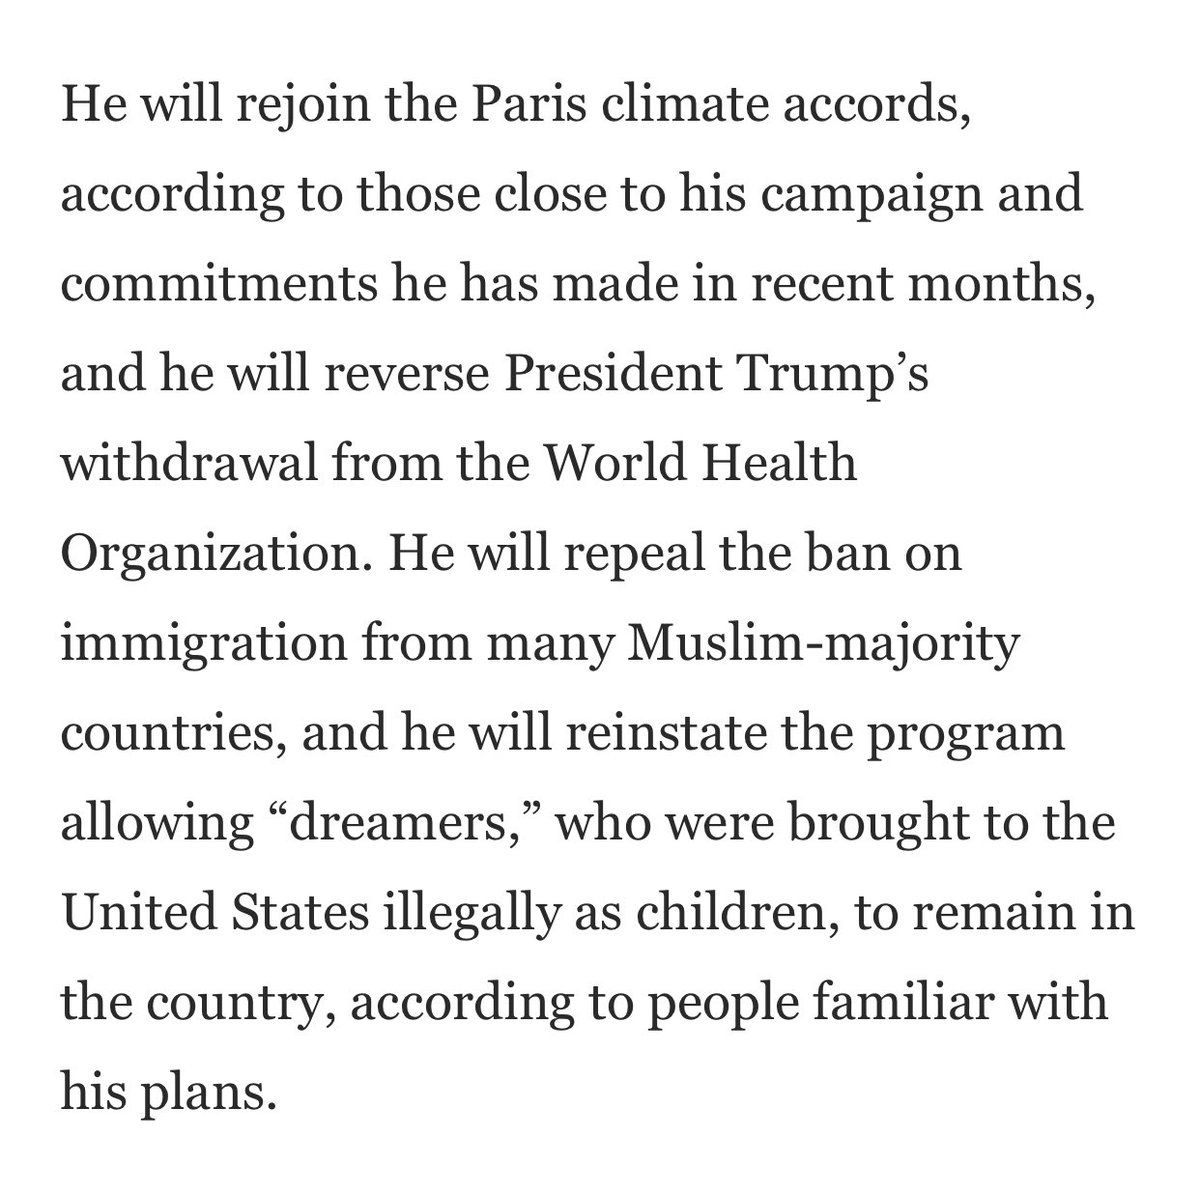 He will rejoin the Paris climate accords,
according to those close to his campaign and
commitments he has made in recent months,
and he will reverse President Trump’s
withdrawal from the World Health
Organization. He will repeal the ban on
immigration from many Muslim-majority
countries, and he will reinstate the program
allowing “dreamers,” who were brought to the
United States illegally as children, to remain in
the country, according to people familiar with
his plans.